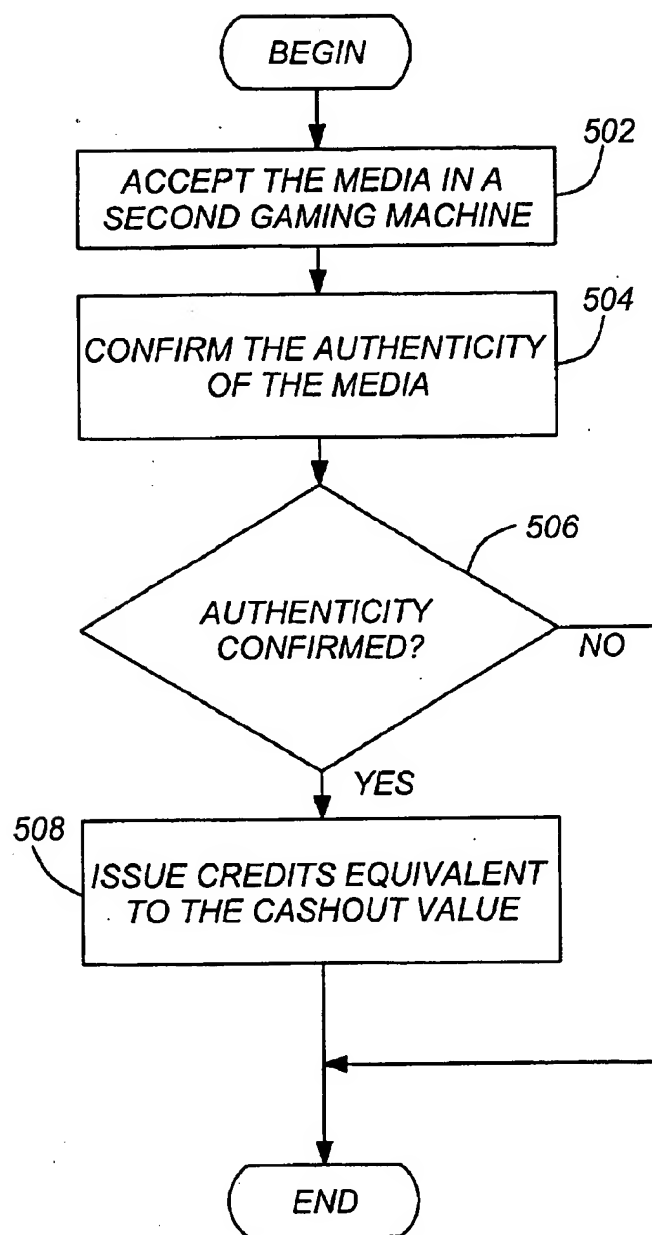 BEGIN
502
ACCEPT THE MEDIA IN A
SECOND GAMING MACHINE
504
CONFIRM THE AUTHENTICITY
OF THE MEDIA
506
AUTHENTICITY
CONFIRMED?
NO
YES
508
ISSUE CREDITS EQUIVALENT
TO THE CASHOUT VALUE
END